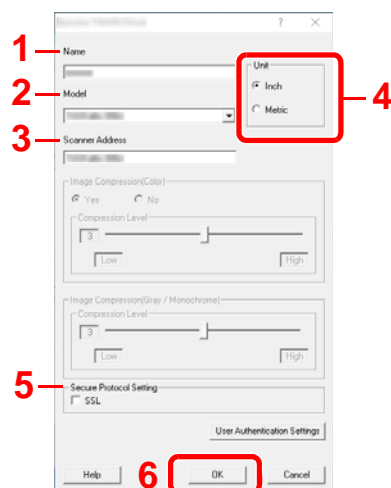 ? ×
1 Name
Unit
Inch
2 Model
4
Metric
3 Scanner Address
Image Compression(Color)
Yes No
Compression Level
3
Low High
Image Compression(Gray / Monochrome)
Compression Level
3
Low High
5 Secure Protocol Setting
SSL
User Authentication Settings
Help 6 OK Cancel